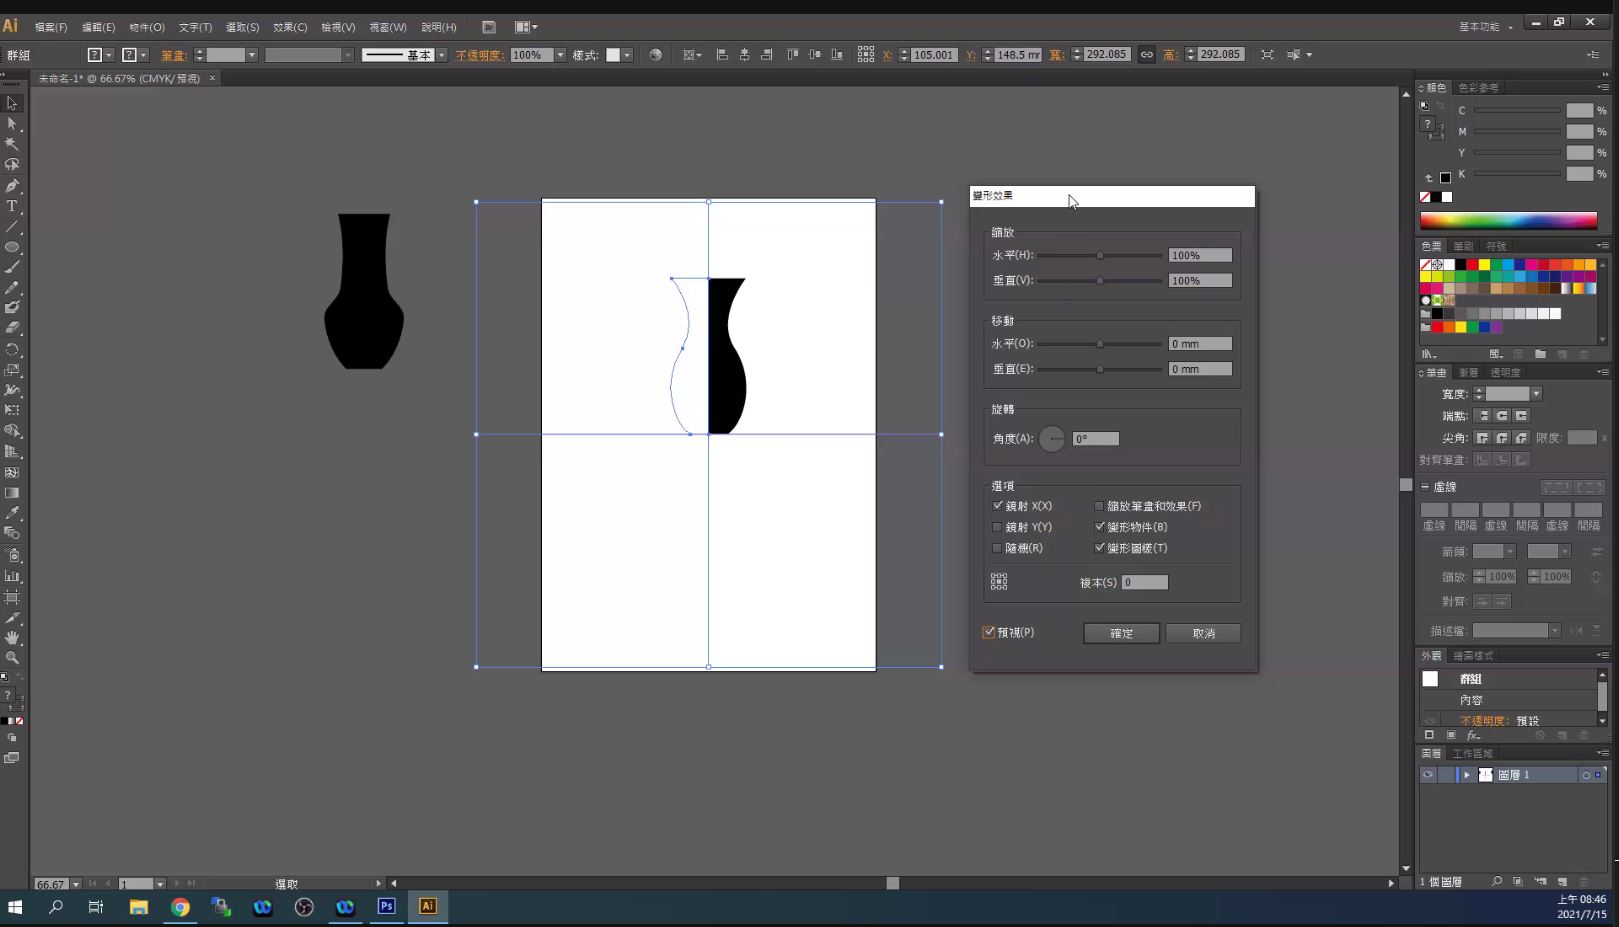 Ai 檔案(F) 編輯(E) 物件(O) 文字(T) 選取(S) 效果(C) 檢視(V) 視窗(W) 說明(H) Br 基本功能
群組 ? ? 筆畫: 基本 不透明度: 100% 樣式: X: 105.001 Y: 148.5 mm 寬: 292.085 高: 292.085
未命名-1* @ 66.67% (CMYK/預視) ×
顏色 色彩參考
C %
M %
Y %
K %
色票 筆刷 符號
筆畫 漸層 透明度
寬度:
端點:
尖角: 限度: x
對齊筆畫:
虛線
虛線 間隔 虛線 間隔 虛線 間隔
箭頭:
縮放: 100% 100%
對齊:
描述檔:
外觀 繪圖樣式
群組
內容
不透明度: 預設
fx
圖層 工作區域
圖層 1
1 個圖層
變形效果
縮放
水平(H): 100%
垂直(V): 100%
移動
水平(O): 0 mm
垂直(E): 0 mm
旋轉
角度(A): 0°
選項
鏡射 X(X) 縮放筆畫和效果(F)
鏡射 Y(Y) 變形物件(B)
隨機(R) 變形圖樣(T)
複本(S) 0
預視(P) 確定 取消
66.67 1 選取
Ps Ai
上午 08:46
2021/7/15